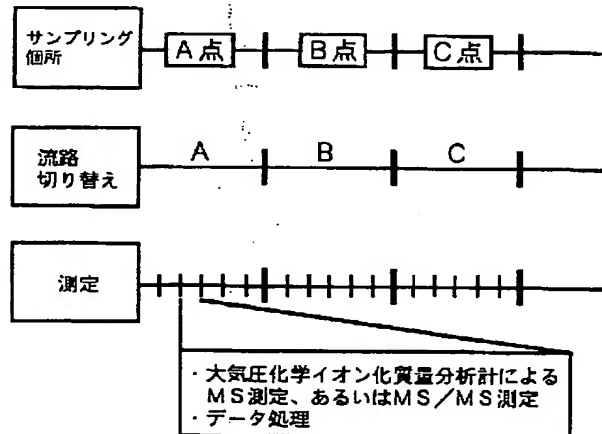 サンプリング
個所
A点
B点
C点
流路
切り替え
A
B
C
測定
・大気圧化学イオン化質量分析計による
MS測定、あるいはMS／MS測定
・データ処理